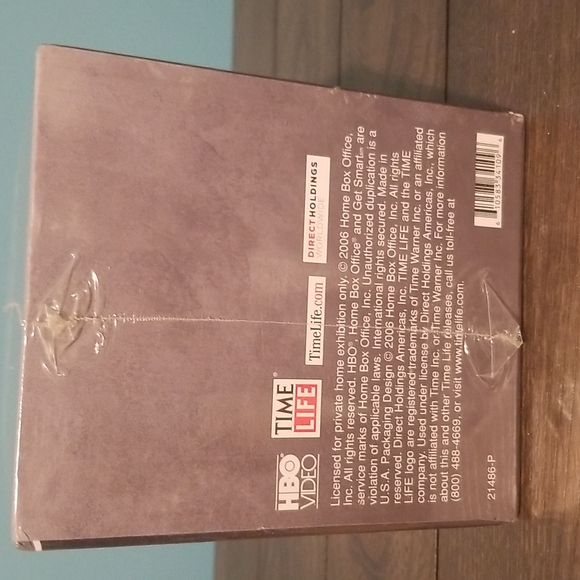 HBO® VIDEO
TIME LIFE®
TimeLife.com
DIRECT HOLDINGS WORLDWIDE
Licensed for private home exhibition only. © 2006 Home Box Office,
Inc. All rights reserved. HBO®, Home Box Office® and Get Smart℠ are
service marks of Home Box Office, Inc. Unauthorized duplication is a
violation of applicable laws. International rights secured. Made in
U.S.A. Packaging Design © 2006 Home Box Office, Inc. All rights
reserved. Direct Holdings Americas, Inc. TIME LIFE and the TIME
LIFE logo are registered trademarks of Time Warner Inc. or an affiliated
company. Used under license by Direct Holdings Americas, Inc., which
is not affiliated with Time Inc. or Time Warner Inc. For more information
about this and other Time Life releases, call us toll-free at
(800) 488-4669, or visit www.timelife.com.
21486-P